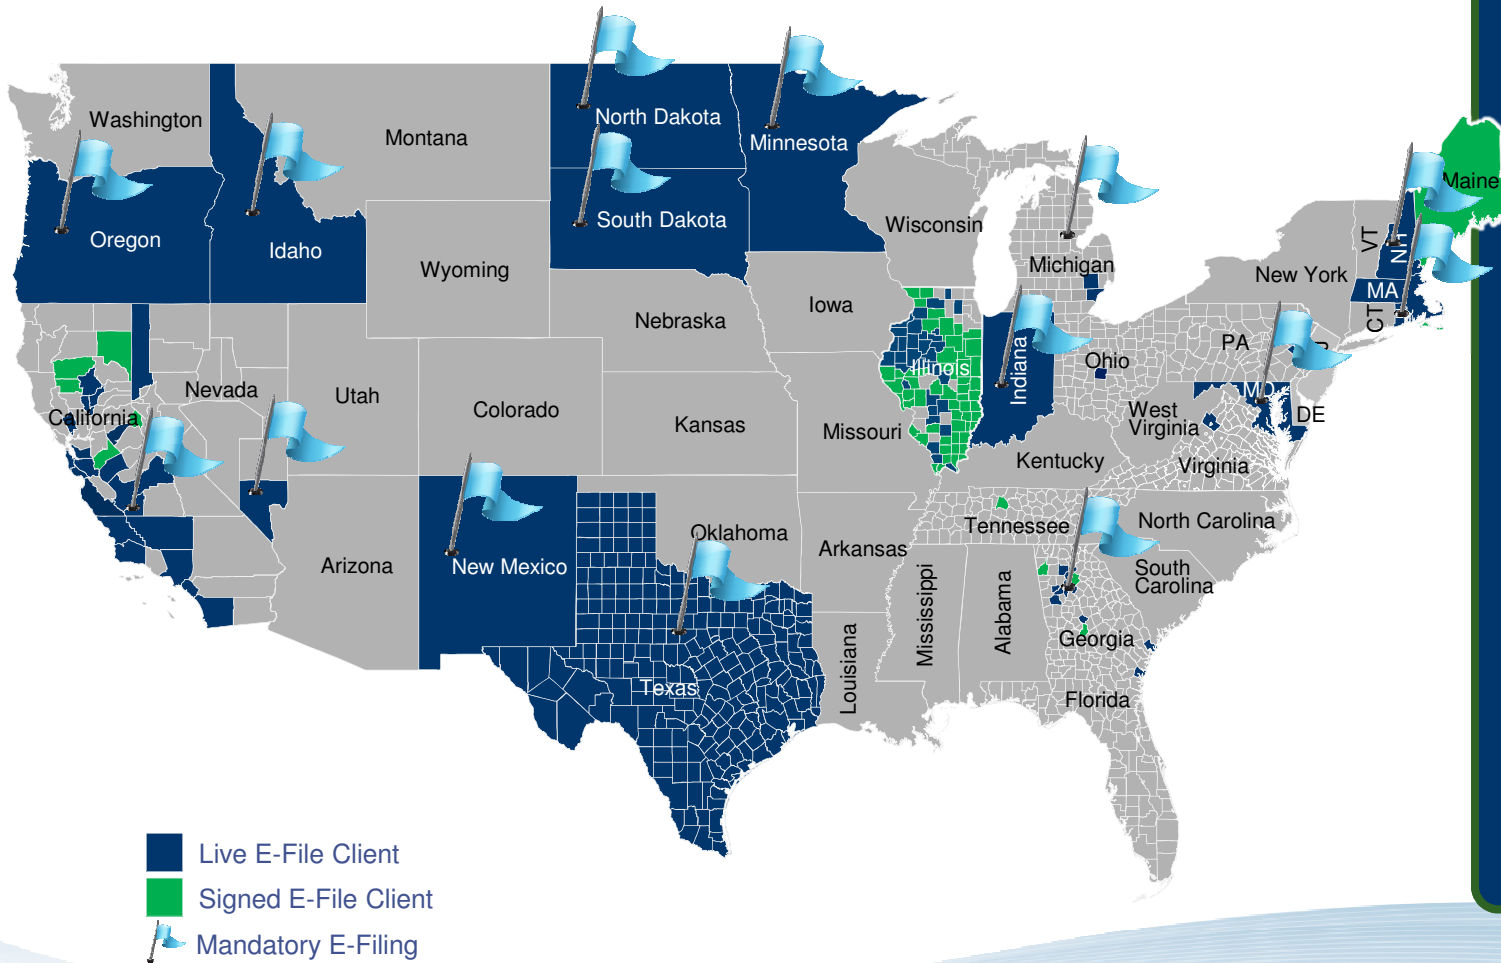 North Dakota
Washington
Montana
Minnesota
Maine
South Dakota
Wisconsin
Oregon
Idaho
VT
NH
Michigan
Wyoming
New York
MA
Iowa
Nebraska
CT
PA
Ohio
Illinois
Indiana
Nevada
Utah
MD
California
Colorado
Kansas
West
Virginia
DE
Missouri
Kentucky
Virginia
North Carolina
Tennessee
Oklahoma
Arkansas
Arizona
New Mexico
South
Carolina
Mississippi
Alabama
Georgia
Louisiana
Texas
Florida
Live E-File Client
Signed E-File Client
Mandatory E-Filing